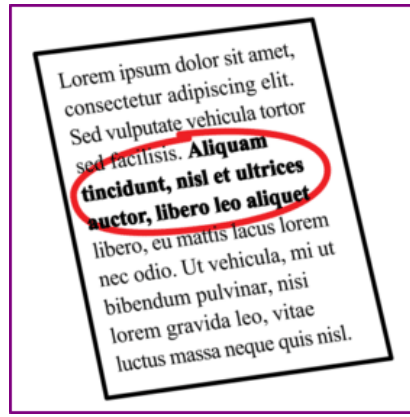 Lorem ipsum dolor sit amet,
consectetur adipiscing elit.
Sed vulputate vehicula tortor
sed facilisis. Aliquam
tincidunt, nisl et ultrices
auctor, libero leo aliquet
libero, eu mattis lacus lorem
nec odio. Ut vehicula, mi ut
bibendum pulvinar, nisi
lorem gravida leo, vitae
luctus massa neque quis nisl.